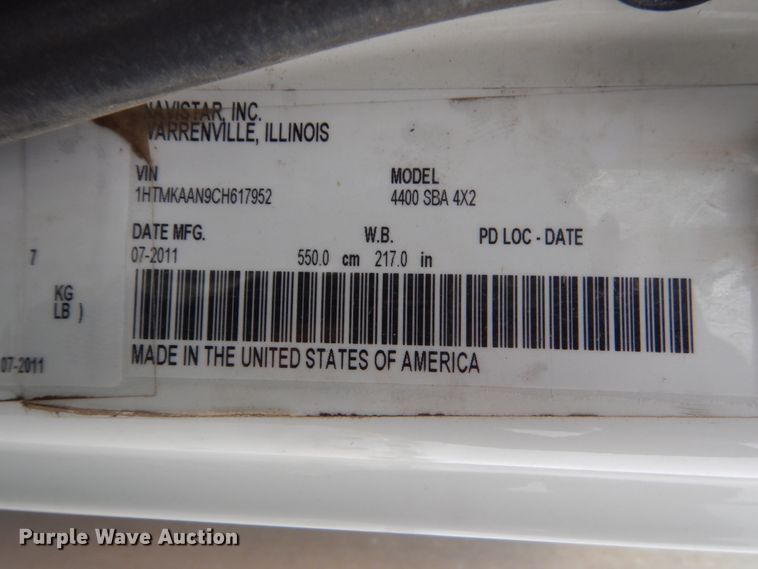 NAVISTAR, INC.
WARRENVILLE, ILLINOIS
VIN MODEL
1HTMKAAN9CH617952 4400 SBA 4X2
DATE MFG. W.B. PD LOC - DATE
07-2011 550.0 cm 217.0 in
MADE IN THE UNITED STATES OF AMERICA
7
KG
LB )
07-2011
Purple Wave Auction